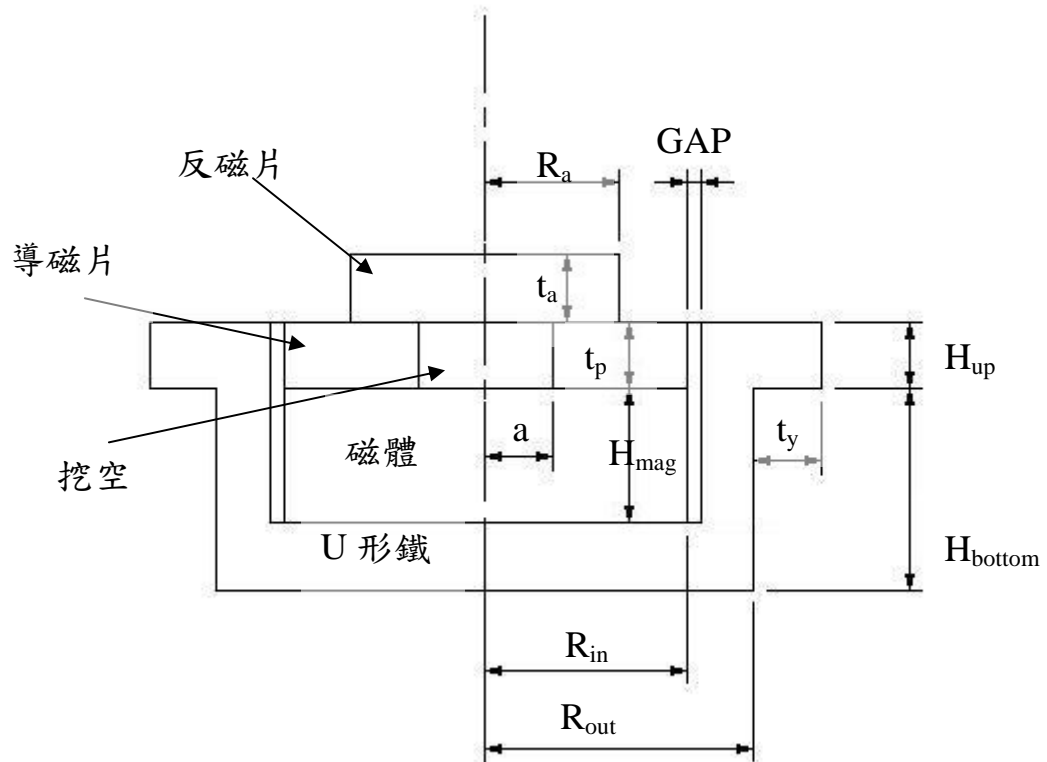 GAP
反磁片
R_a
導磁片
t_a
t_p
H_up
磁體
a
H_mag
t_y
挖空
U 形鐵
H_bottom
R_in
R_out